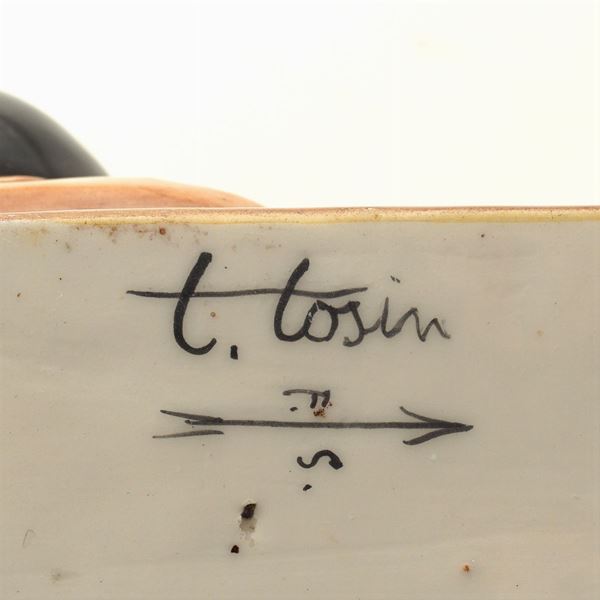 t. tosin
F.
S.